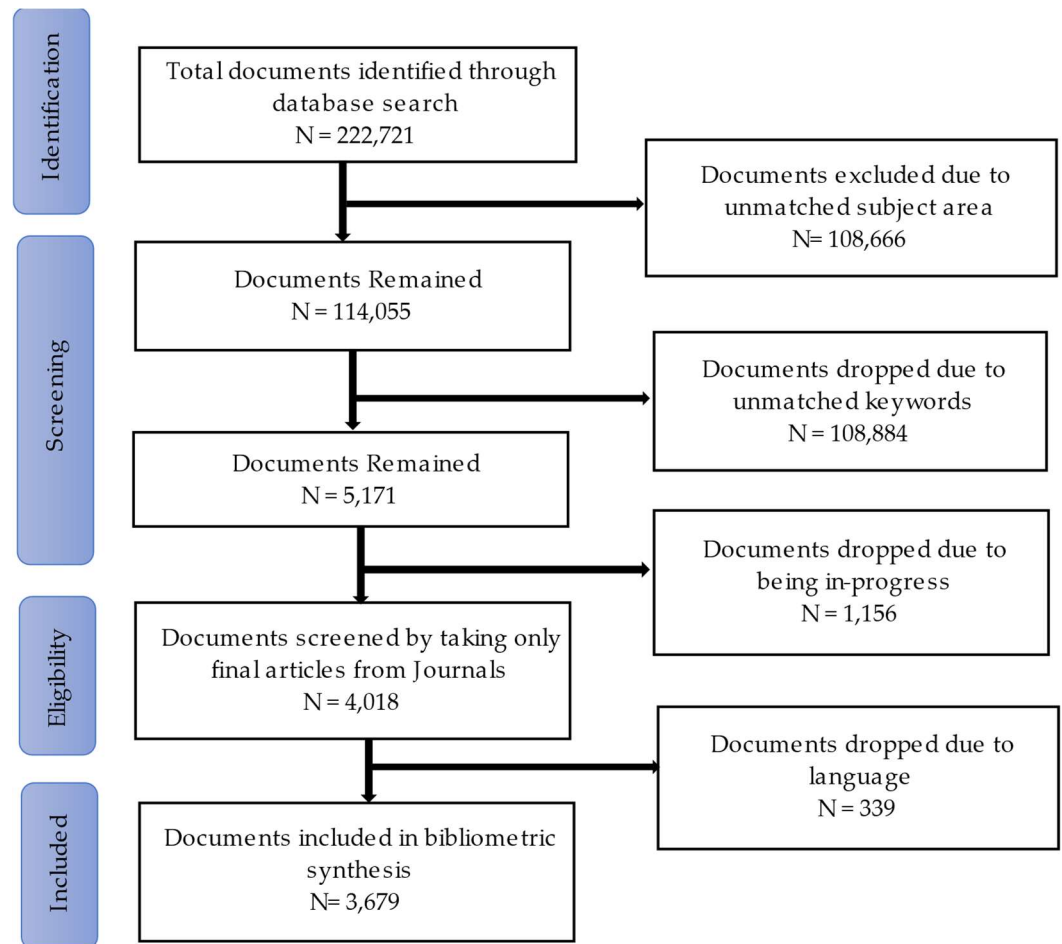 Identification
Total documents identified through
database search
N = 222,721
Documents excluded due to
unmatched subject area
N= 108,666
Screening
Documents Remained
N = 114,055
Documents dropped due to
unmatched keywords
N = 108,884
Documents Remained
N = 5,171
Documents dropped due to
being in-progress
N = 1,156
Eligibility
Documents screened by taking only
final articles from Journals
N = 4,018
Documents dropped due to
language
N = 339
Included
Documents included in bibliometric
synthesis
N= 3,679